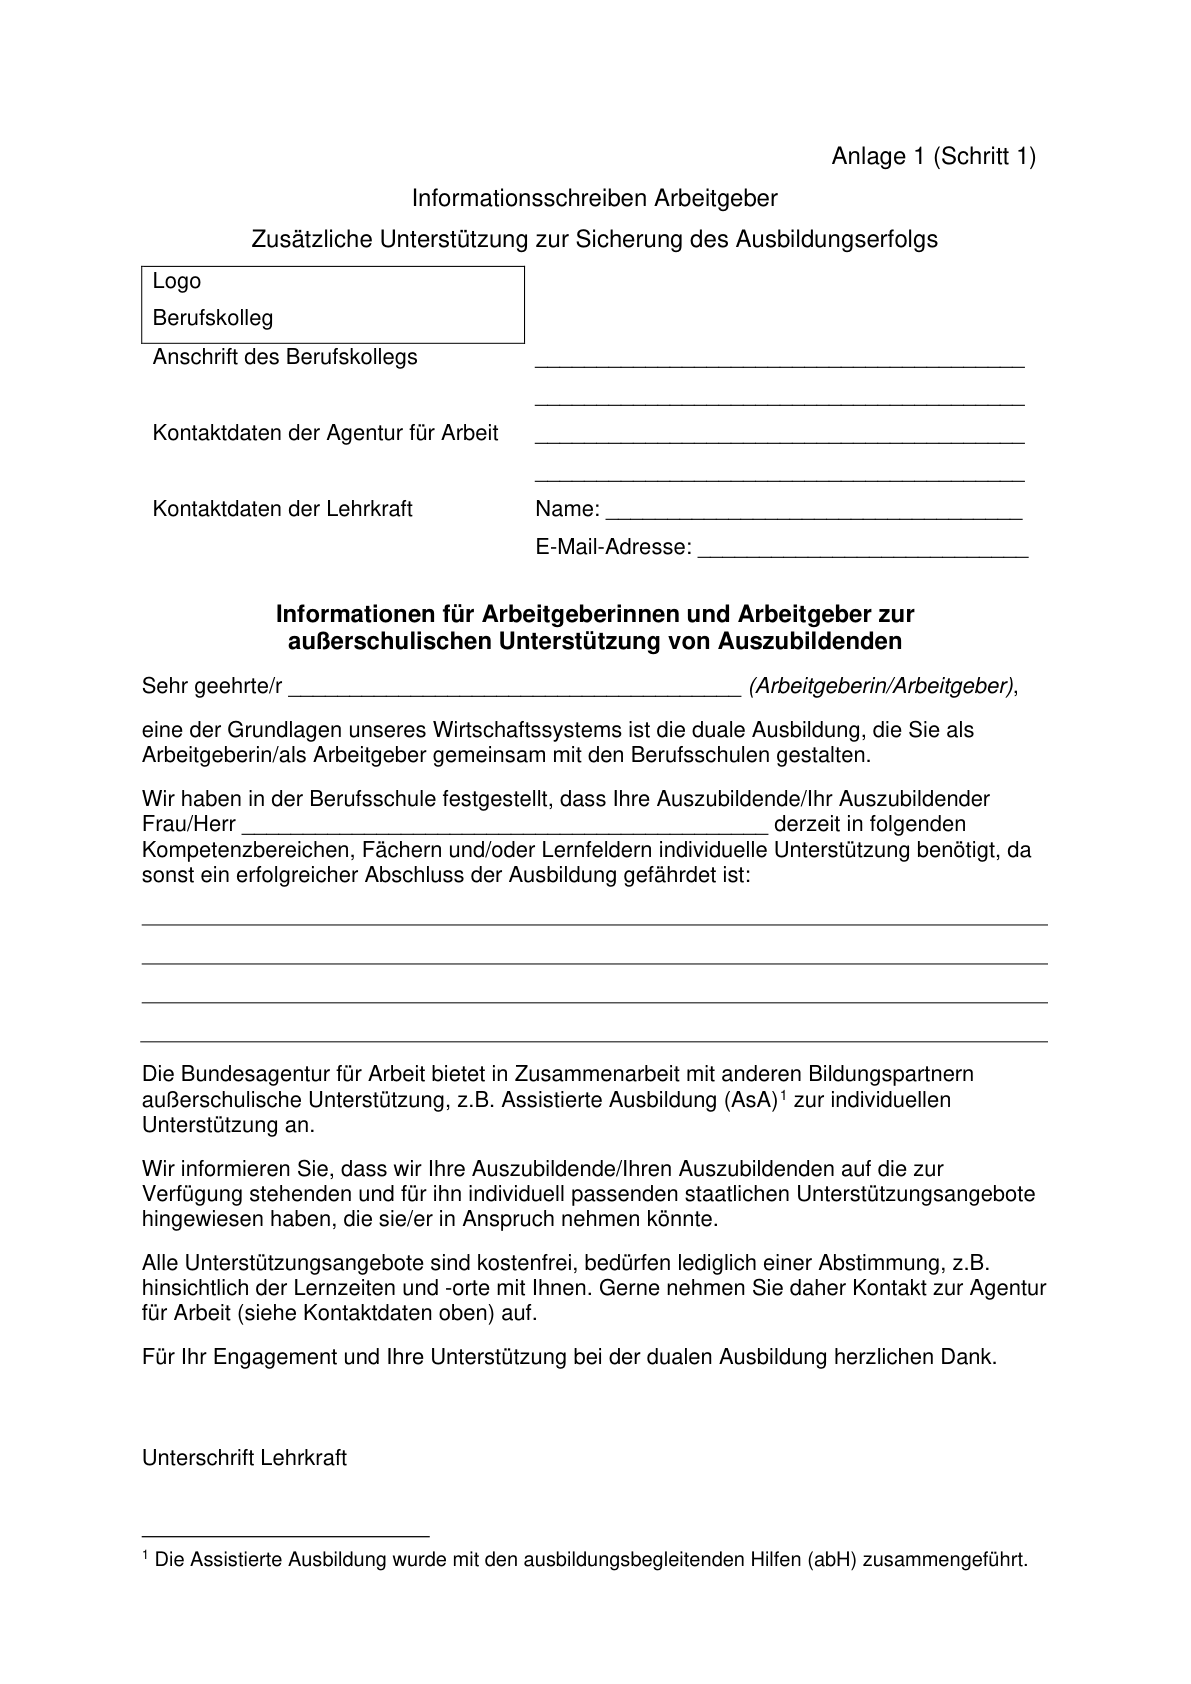 Anlage 1 (Schritt 1)
Informationsschreiben Arbeitgeber
Zusätzliche Unterstützung zur Sicherung des Ausbildungserfolgs
Logo
Berufskolleg
Anschrift des Berufskollegs ________________________________________
________________________________________
Kontaktdaten der Agentur für Arbeit ________________________________________
________________________________________
Kontaktdaten der Lehrkraft Name: __________________________________
E-Mail-Adresse: ___________________________
Informationen für Arbeitgeberinnen und Arbeitgeber zur
außerschulischen Unterstützung von Auszubildenden
Sehr geehrte/r _____________________________________ (Arbeitgeberin/Arbeitgeber),
eine der Grundlagen unseres Wirtschaftssystems ist die duale Ausbildung, die Sie als
Arbeitgeberin/als Arbeitgeber gemeinsam mit den Berufsschulen gestalten.
Wir haben in der Berufsschule festgestellt, dass Ihre Auszubildende/Ihr Auszubildender
Frau/Herr ___________________________________________ derzeit in folgenden
Kompetenzbereichen, Fächern und/oder Lernfeldern individuelle Unterstützung benötigt, da
sonst ein erfolgreicher Abschluss der Ausbildung gefährdet ist:
Die Bundesagentur für Arbeit bietet in Zusammenarbeit mit anderen Bildungspartnern
außerschulische Unterstützung, z.B. Assistierte Ausbildung (AsA)¹ zur individuellen
Unterstützung an.
Wir informieren Sie, dass wir Ihre Auszubildende/Ihren Auszubildenden auf die zur
Verfügung stehenden und für ihn individuell passenden staatlichen Unterstützungsangebote
hingewiesen haben, die sie/er in Anspruch nehmen könnte.
Alle Unterstützungsangebote sind kostenfrei, bedürfen lediglich einer Abstimmung, z.B.
hinsichtlich der Lernzeiten und -orte mit Ihnen. Gerne nehmen Sie daher Kontakt zur Agentur
für Arbeit (siehe Kontaktdaten oben) auf.
Für Ihr Engagement und Ihre Unterstützung bei der dualen Ausbildung herzlichen Dank.
Unterschrift Lehrkraft
¹ Die Assistierte Ausbildung wurde mit den ausbildungsbegleitenden Hilfen (abH) zusammengeführt.